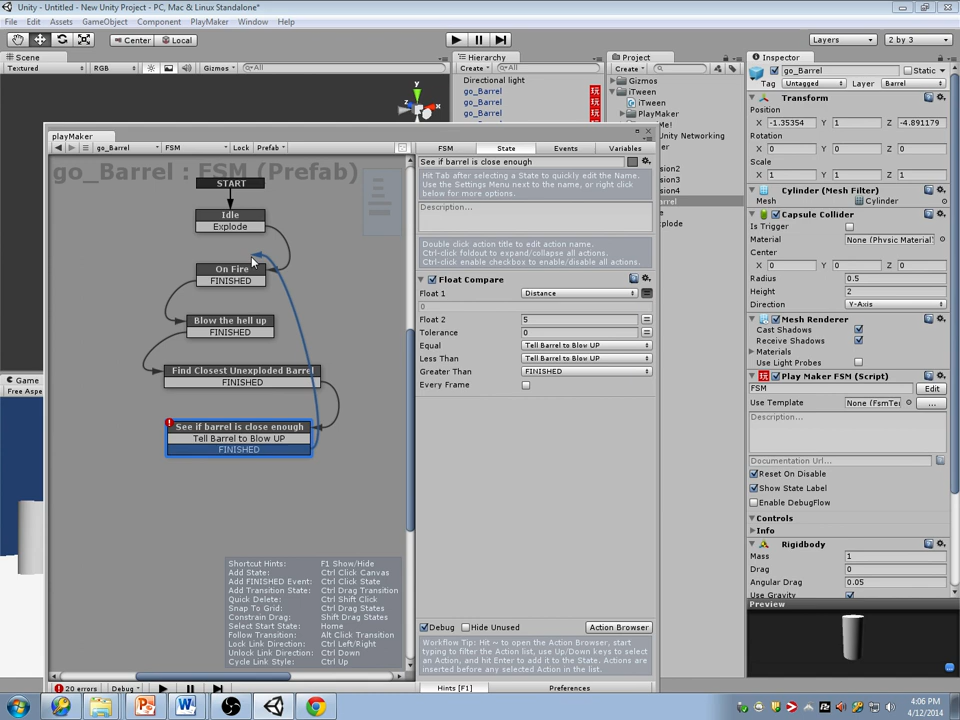 Unity - Untitled - New Unity Project - PC, Mac & Linux Standalone*
File Edit Assets GameObject Component PlayMaker Window Help
Center Local Layers 2 by 3
Scene
Textured RGB Gizmos All
Hierarchy
Create All
Directional light
go_Barrel
go_Barrel
go_Barrel
Project
Create
Gizmos
iTween
iTween
PlayMaker
Me!
Unity Networking
sion2
sion3
sion4
arrel
e
xplode
Inspector
go_Barrel Static
Tag Untagged Layer Barrel
Transform
Position
X -1.35354 Y 1 Z -4.891179
Rotation
X 0 Y 0 Z 0
Scale
X 1 Y 1 Z 1
Cylinder (Mesh Filter)
Mesh Cylinder
Capsule Collider
Is Trigger
Material None (Physic Material)
Center
X 0 Y 0 Z 0
Radius 0.5
Height 2
Direction Y-Axis
Mesh Renderer
Cast Shadows
Receive Shadows
Materials
Use Light Probes
Play Maker FSM (Script)
FSM Edit
Use Template None (FsmTe ...
Description...
Documentation Url...
Reset On Disable
Show State Label
Enable DebugFlow
Controls
Info
Rigidbody
Mass 1
Drag 0
Angular Drag 0.05
Use Gravity
Preview
playMaker
go_Barrel FSM Lock Prefab
go_Barrel : FSM (Prefab)
START
Idle
Explode
On Fire
FINISHED
Blow the hell up
FINISHED
Find Closest Unexploded Barrel
FINISHED
See if barrel is close enough
Tell Barrel to Blow UP
FINISHED
Shortcut Hints: F1 Show/Hide
Add State: Ctrl Click Canvas
Add FINISHED Event: Ctrl Click State
Add Transition State: Ctrl Drag Transition
Quick Delete: Ctrl Shift Click
Snap To Grid: Ctrl Drag States
Constrain Drag: Shift Drag States
Select Start State: Home
Follow Transition: Alt Click Transition
Lock Link Direction: Ctrl Left/Right
Unlock Link Direction: Ctrl Down
Cycle Link Style: Ctrl Up
20 errors Debug
FSM State Events Variables
See if barrel is close enough
Hit Tab after selecting a State to quickly edit the Name.
Use the Settings Menu next to the name, or right click
below for more options.
Description...
Double click action title to edit action name.
Ctrl-click foldout to expand/collapse all actions.
Ctrl-click enable checkbox to enable/disable all actions.
Float Compare
Float 1 Distance
0
Float 2 5
Tolerance 0
Equal Tell Barrel to Blow UP
Less Than Tell Barrel to Blow UP
Greater Than FINISHED
Every Frame
Debug Hide Unused Action Browser
Workflow Tip: Hit ~ to open the Action Browser, start
typing to filter the Action list, use Up/Down keys to select
an Action, and hit Enter to add it to the State. Actions are
inserted before any selected Action in the list.
Hints [F1] Preferences
Game
Free Aspe
4:06 PM
4/12/2014